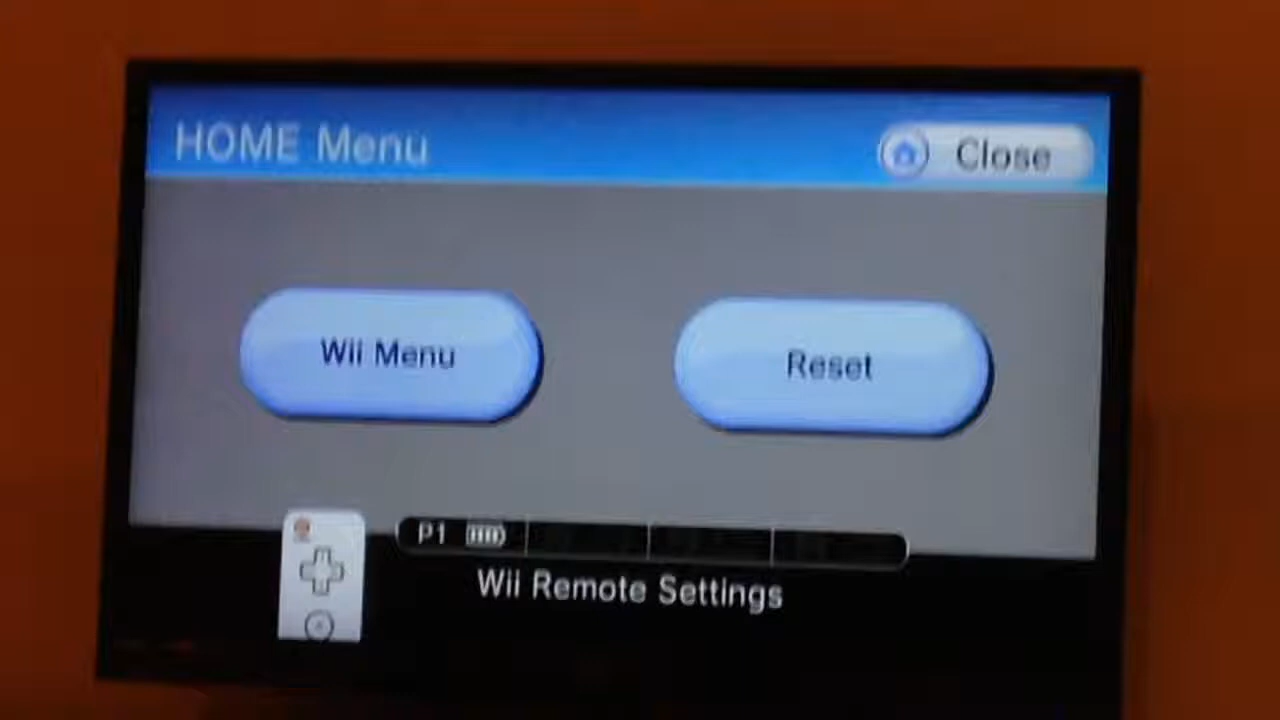 HOME Menu
Close
Wii Menu
Reset
P1
Wii Remote Settings